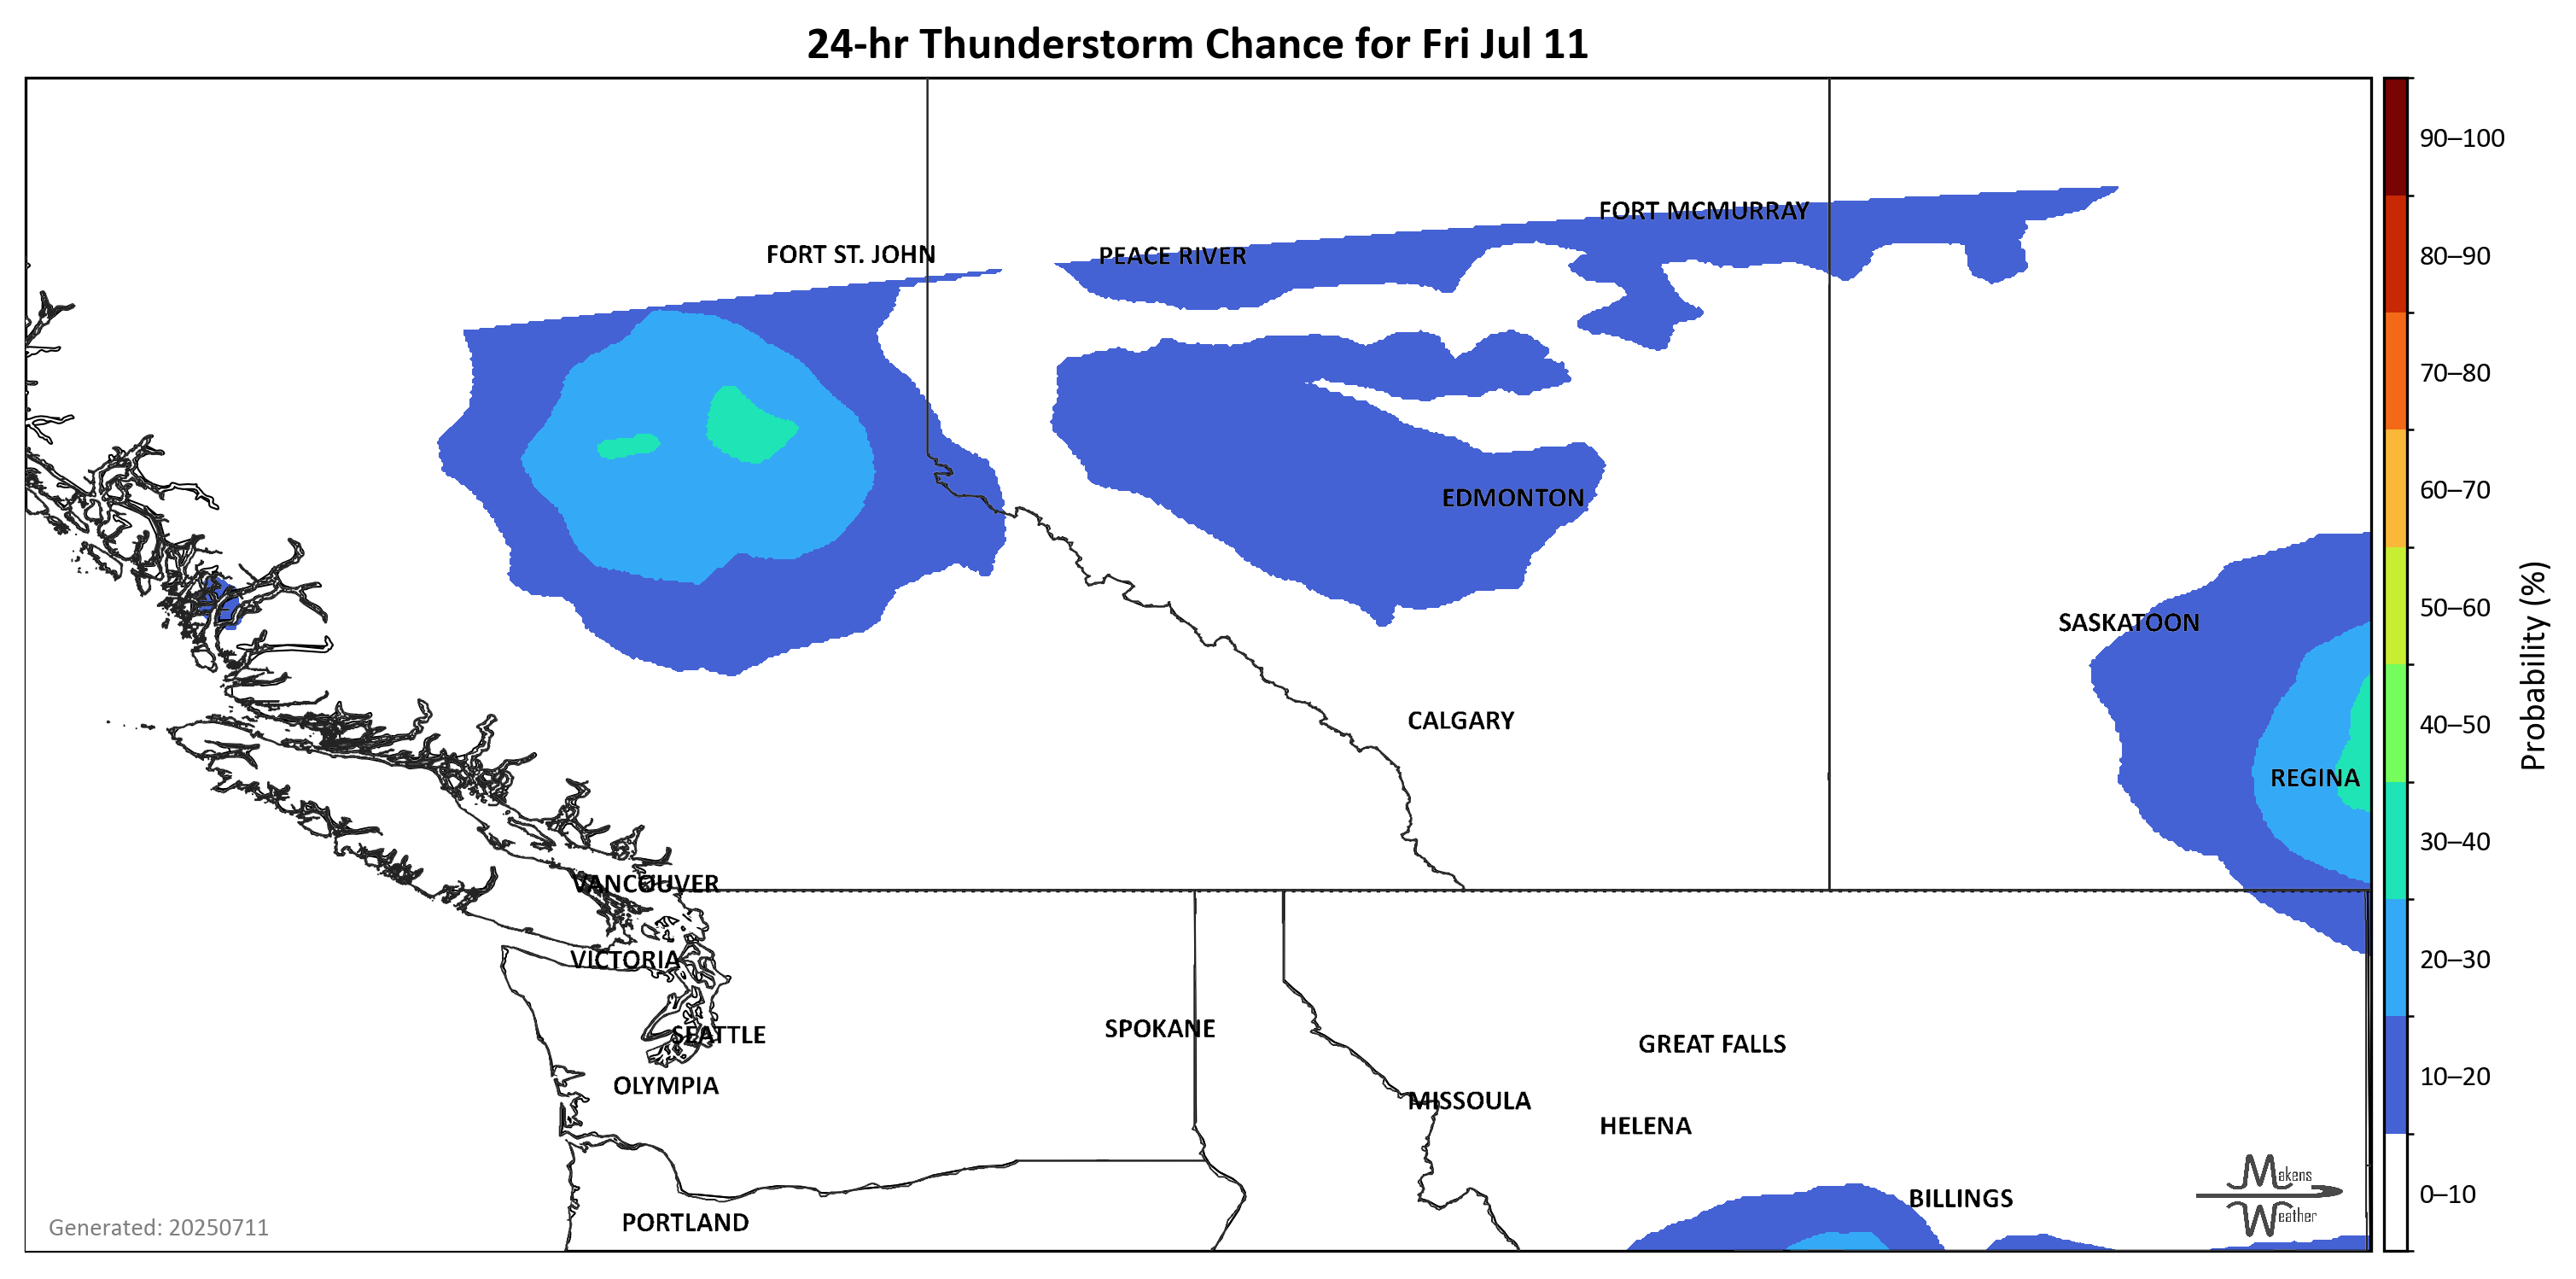 24-hr Thunderstorm Chance for Fri Jul 11
90–100
80–90
70–80
60–70
50–60
40–50
30–40
20–30
10–20
0–10
Probability (%)
FORT MCMURRAY
FORT ST. JOHN
PEACE RIVER
EDMONTON
SASKATOON
CALGARY
REGINA
VANCOUVER
VICTORIA
SEATTLE
SPOKANE
GREAT FALLS
OLYMPIA
MISSOULA
HELENA
BILLINGS
PORTLAND
Makens
Weather
Generated: 20250711